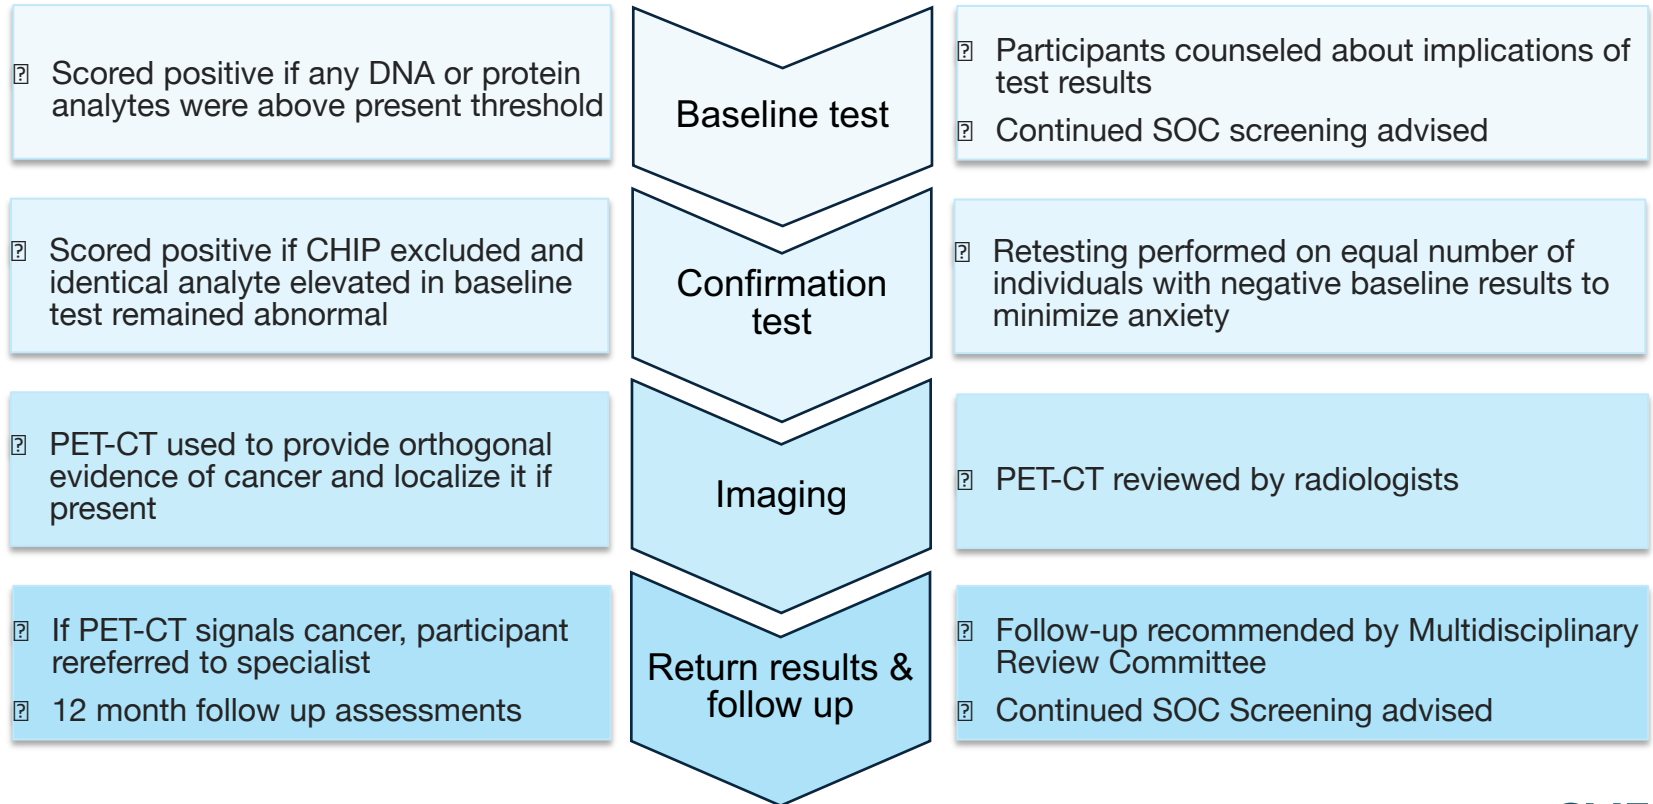 Scored positive if any DNA or protein
analytes were above present threshold
Baseline test
Participants counseled about implications of
test results
Continued SOC screening advised
Scored positive if CHIP excluded and
identical analyte elevated in baseline
test remained abnormal
Confirmation
test
Retesting performed on equal number of
individuals with negative baseline results to
minimize anxiety
PET-CT used to provide orthogonal
evidence of cancer and localize it if
present
Imaging
PET-CT reviewed by radiologists
If PET-CT signals cancer, participant
rereferred to specialist
12 month follow up assessments
Return results &
follow up
Follow-up recommended by Multidisciplinary
Review Committee
Continued SOC Screening advised